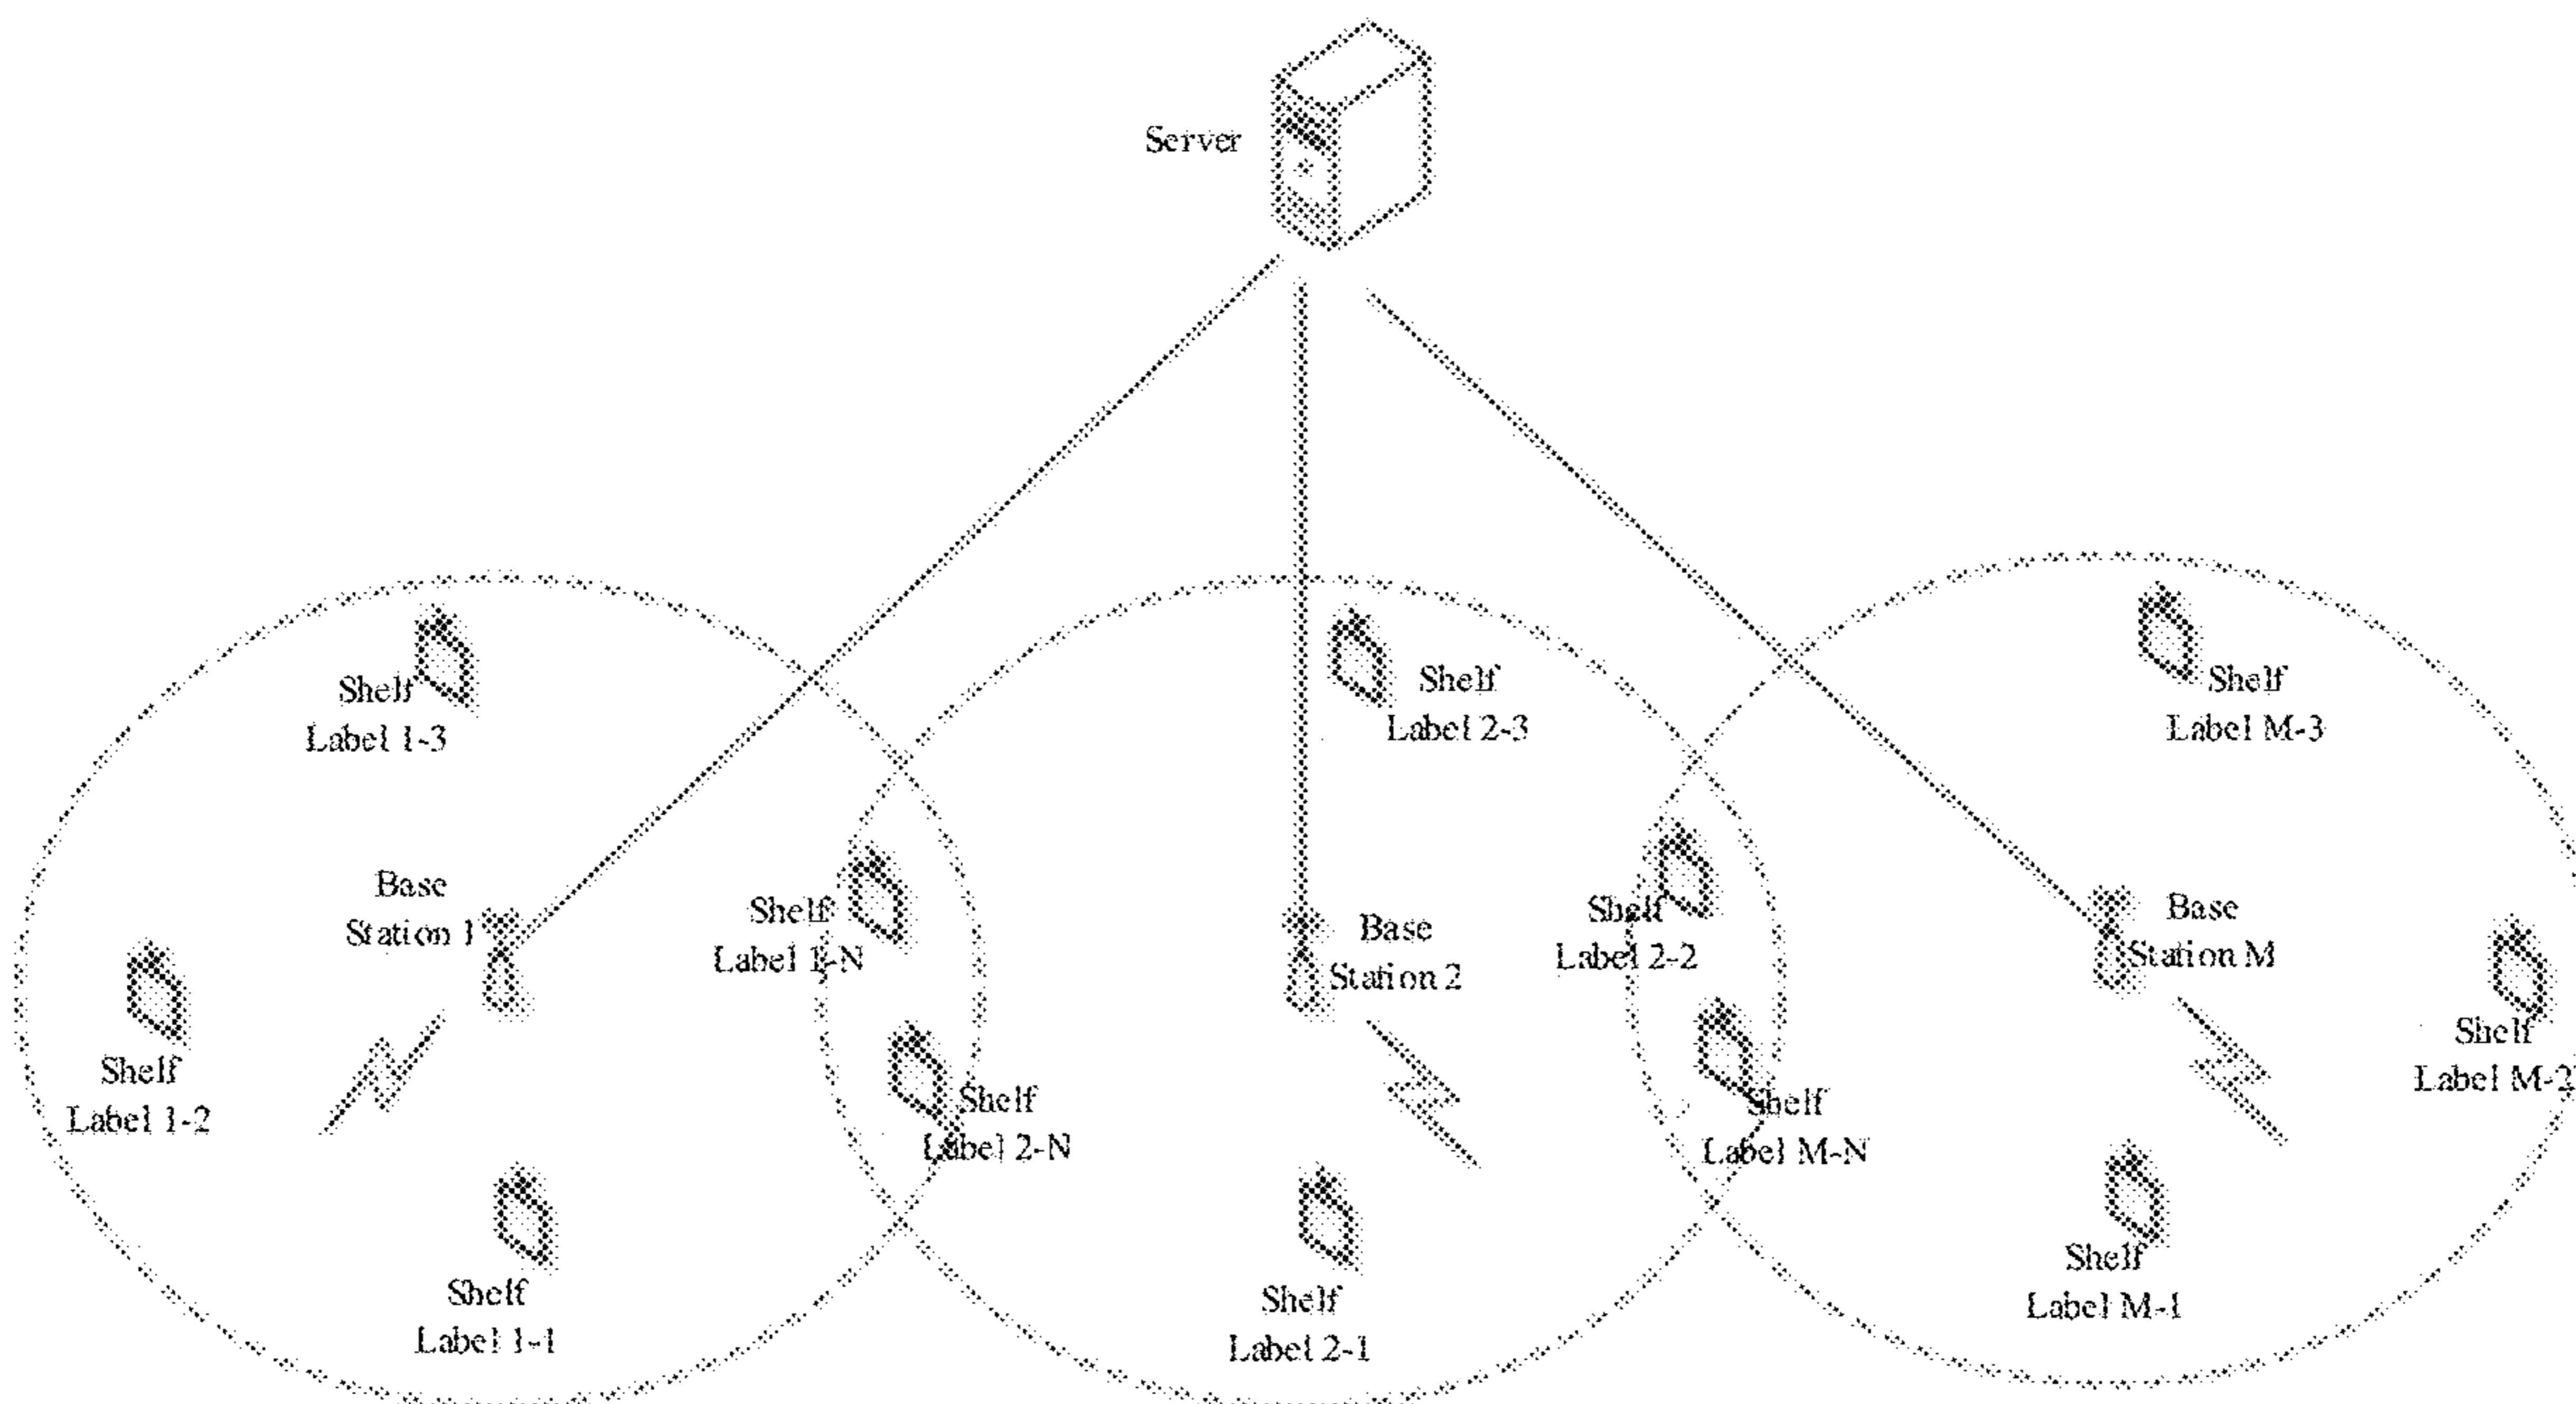 Server
Shelf
Label 1-3
Shelf
Label 2-3
Shelf
Label M-3
Base
Station 1
Shelf
Label 1-N
Base
Station 2
Shelf
Label 2-2
Base
Station M
Shelf
Label 1-2
Shelf
Label 2-N
Shelf
Label M-N
Shelf
Label M-2
Shelf
Label 1-1
Shelf
Label 2-1
Shelf
Label M-1